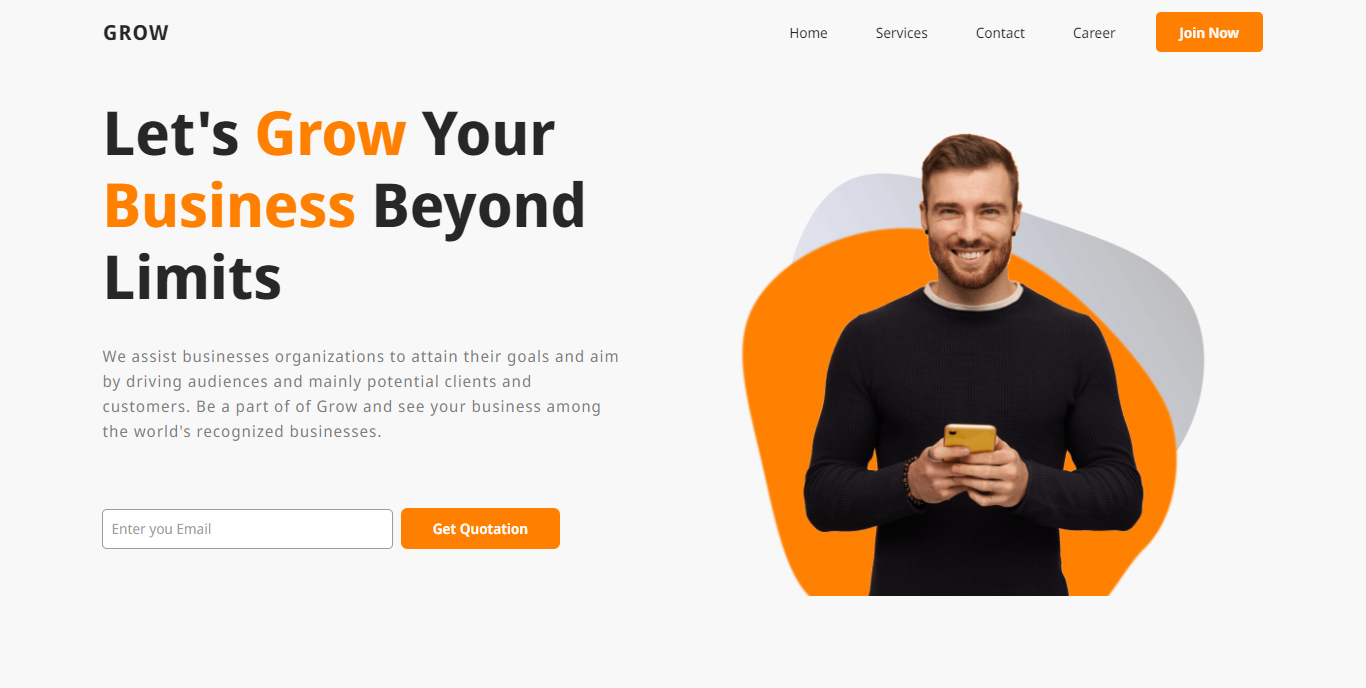 GROW
Home Services Contact Career Join Now
Let's Grow Your
Business Beyond
Limits
We assist businesses organizations to attain their goals and aim
by driving audiences and mainly potential clients and
customers. Be a part of of Grow and see your business among
the world's recognized businesses.
Enter you Email
Get Quotation